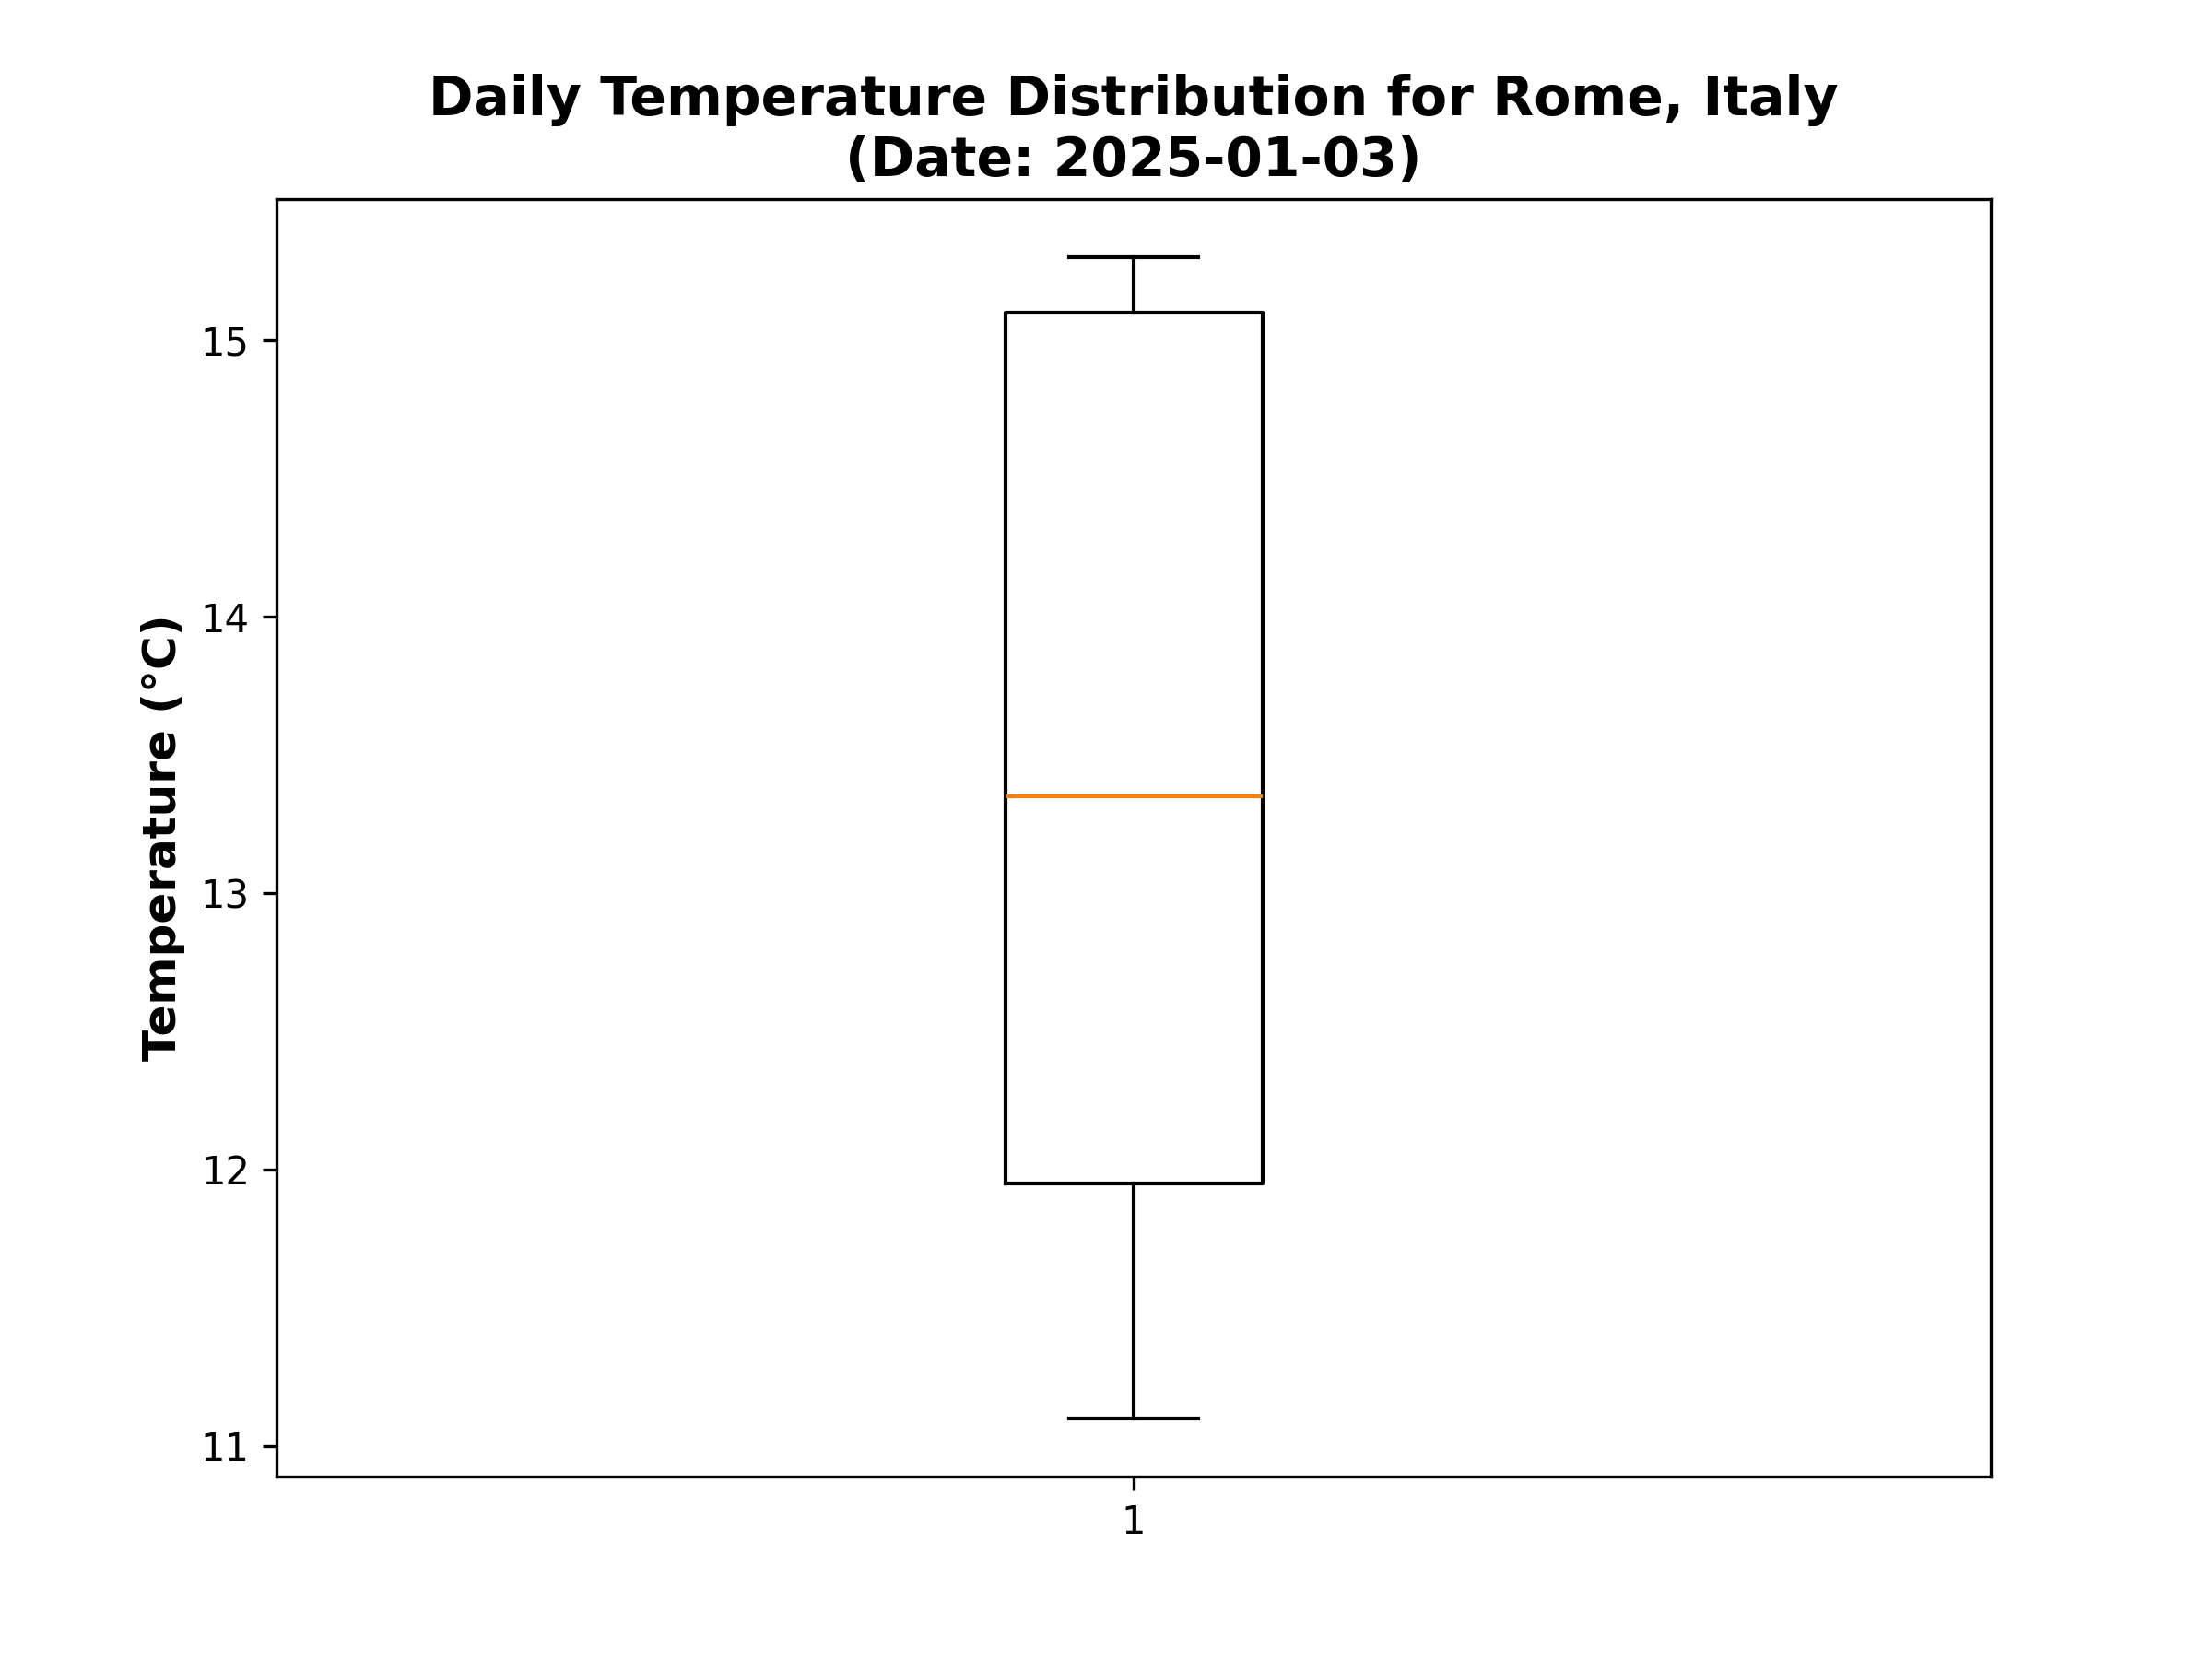 Daily Temperature Distribution for Rome, Italy
(Date: 2025-01-03)
Temperature (°C)
15
14
13
12
11
1